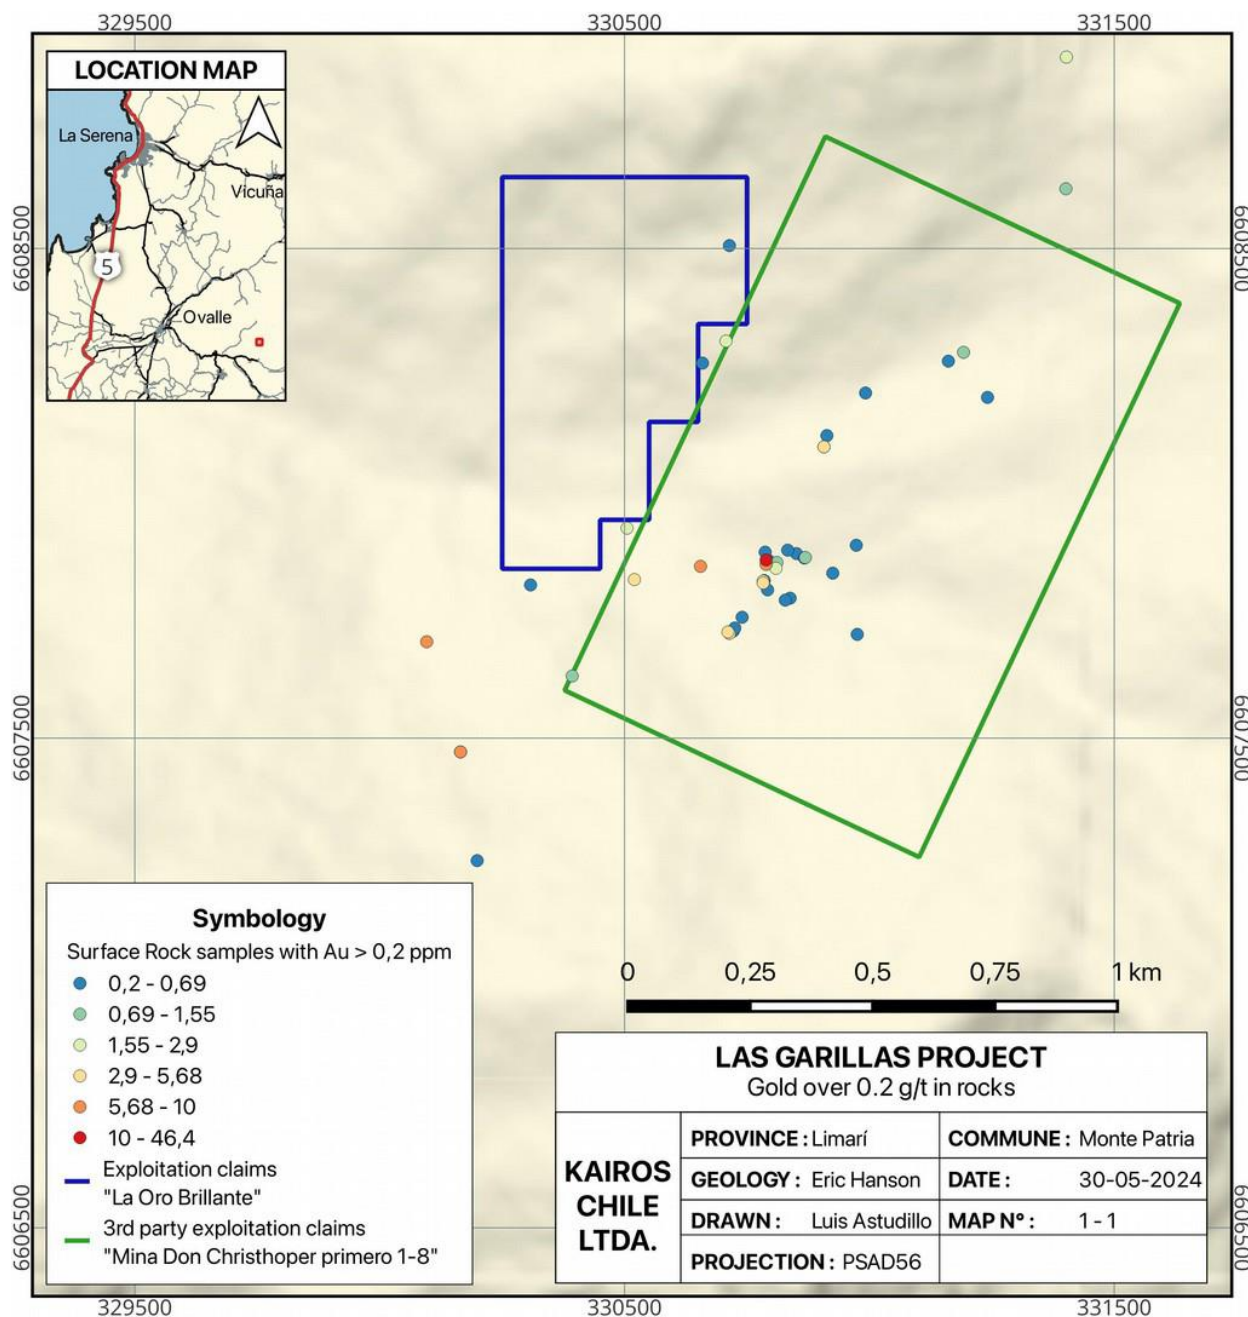 329500
330500
331500
LOCATION MAP
La Serena
Vicuña
5
Ovalle
6608500
6608500
6607500
6607500
6606500
6606500
Symbology
Surface Rock samples with Au > 0,2 ppm
0,2 - 0,69
0,69 - 1,55
1,55 - 2,9
2,9 - 5,68
5,68 - 10
10 - 46,4
Exploitation claims
"La Oro Brillante"
3rd party exploitation claims
"Mina Don Christhoper primero 1-8"
0 0,25 0,5 0,75 1 km
LAS GARILLAS PROJECT
Gold over 0.2 g/t in rocks
KAIROS
CHILE
LTDA.
PROVINCE : Limarí
COMMUNE : Monte Patria
GEOLOGY : Eric Hanson
DATE : 30-05-2024
DRAWN : Luis Astudillo
MAP Nº : 1 - 1
PROJECTION : PSAD56
329500
330500
331500